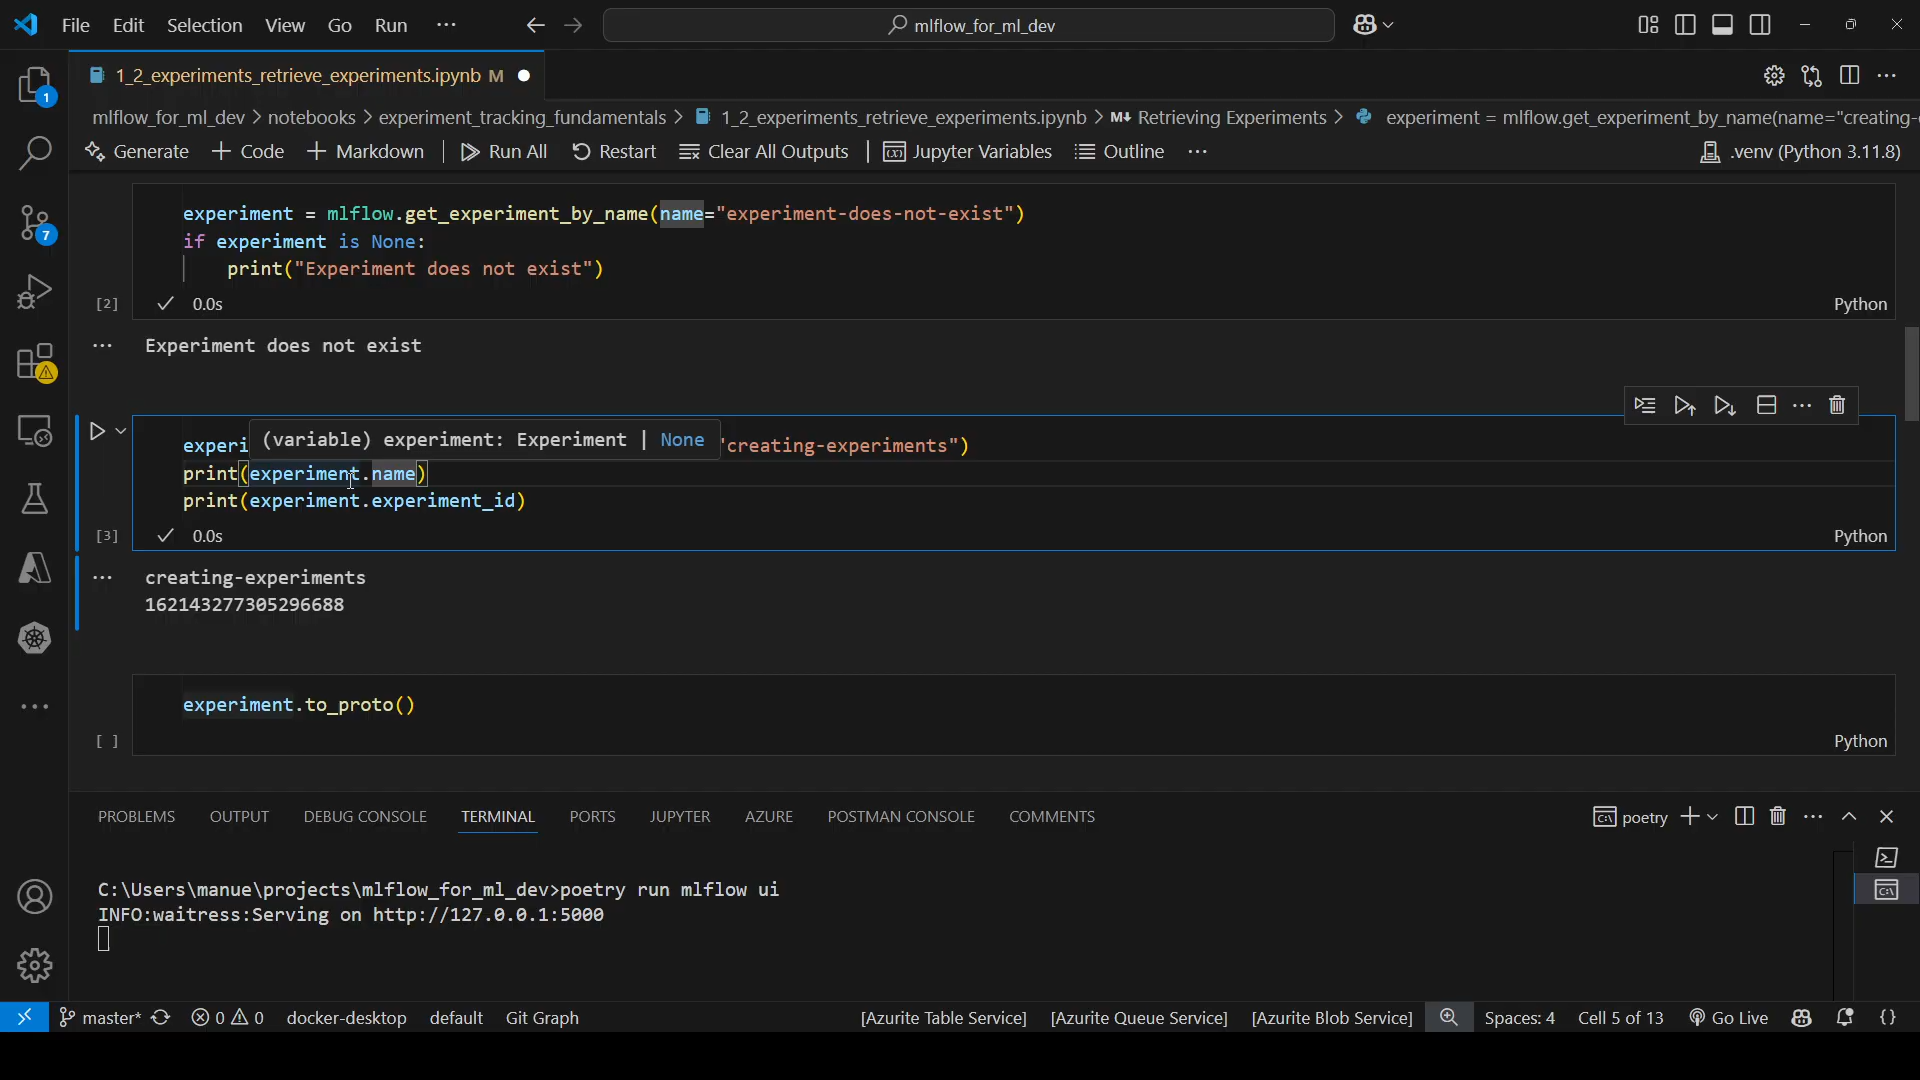 File Edit Selection View Go Run ··· mlflow_for_ml_dev
1_2_experiments_retrieve_experiments.ipynb M
mlflow_for_ml_dev > notebooks > experiment_tracking_fundamentals > 1_2_experiments_retrieve_experiments.ipynb > M↓ Retrieving Experiments > experiment = mlflow.get_experiment_by_name(name="creating-
Generate + Code + Markdown Run All Restart Clear All Outputs Jupyter Variables Outline ··· .venv (Python 3.11.8)
experiment = mlflow.get_experiment_by_name(name="experiment-does-not-exist")
if experiment is None:
print("Experiment does not exist")
[2] 0.0s Python
Experiment does not exist
(variable) experiment: Experiment | None
experi "creating-experiments")
print(experiment.name)
print(experiment.experiment_id)
[3] 0.0s Python
creating-experiments
162143277305296688
experiment.to_proto()
[ ] Python
PROBLEMS OUTPUT DEBUG CONSOLE TERMINAL PORTS JUPYTER AZURE POSTMAN CONSOLE COMMENTS poetry
C:\Users\manue\projects\mlflow_for_ml_dev>poetry run mlflow ui
INFO:waitress:Serving on http://127.0.0.1:5000
1
7
master* 0 0 docker-desktop default Git Graph [Azurite Table Service] [Azurite Queue Service] [Azurite Blob Service] Spaces: 4 Cell 5 of 13 Go Live {}